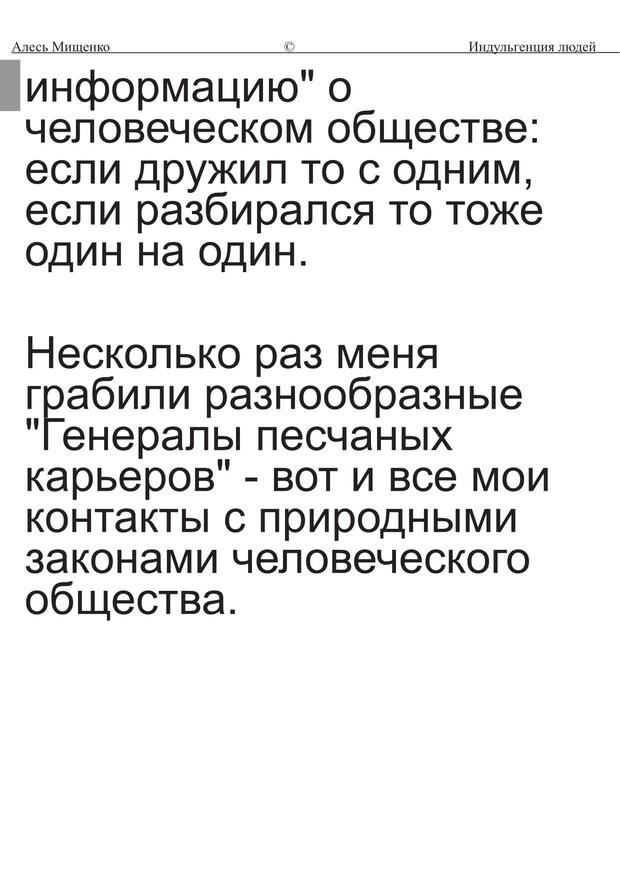 Алесь Мищенко © Индульгенция людей
информацию" о
человеческом обществе:
если дружил то с одним,
если разбирался то тоже
один на один.
Несколько раз меня
грабили разнообразные
"Генералы песчаных
карьеров" - вот и все мои
контакты с природными
законами человеческого
общества.